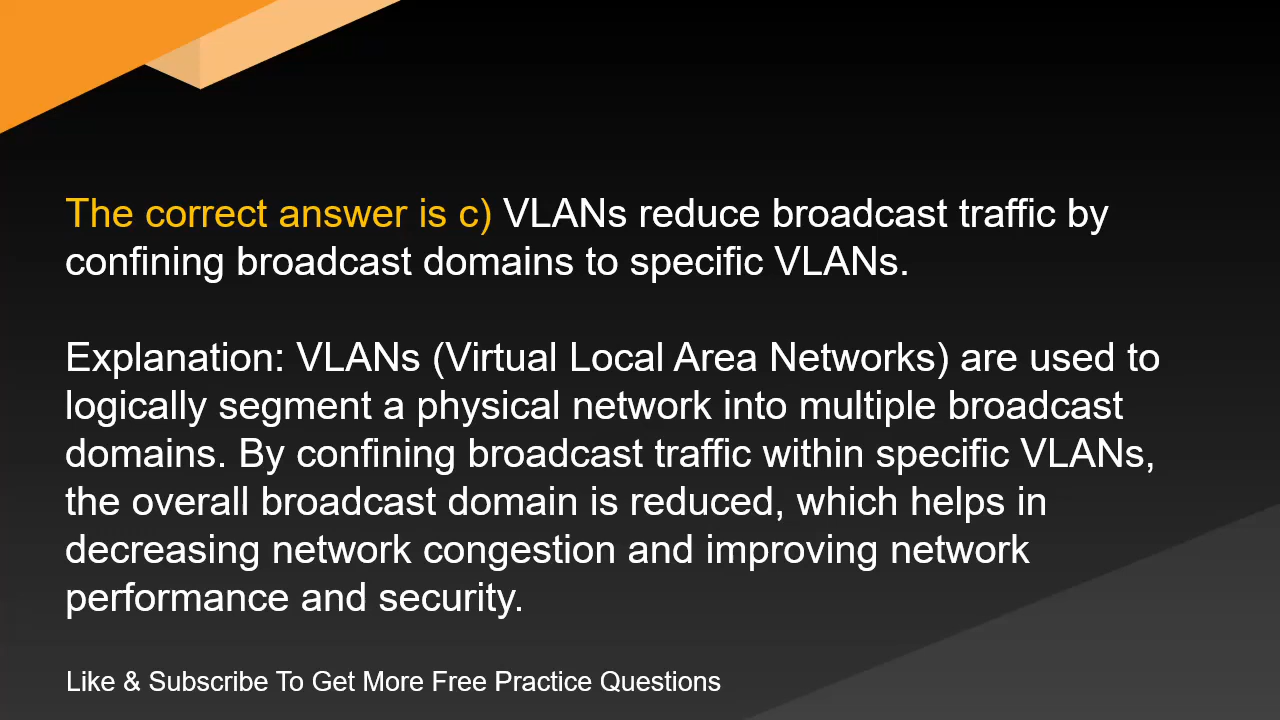 The correct answer is c) VLANs reduce broadcast traffic by
confining broadcast domains to specific VLANs.
Explanation: VLANs (Virtual Local Area Networks) are used to
logically segment a physical network into multiple broadcast
domains. By confining broadcast traffic within specific VLANs,
the overall broadcast domain is reduced, which helps in
decreasing network congestion and improving network
performance and security.
Like & Subscribe To Get More Free Practice Questions